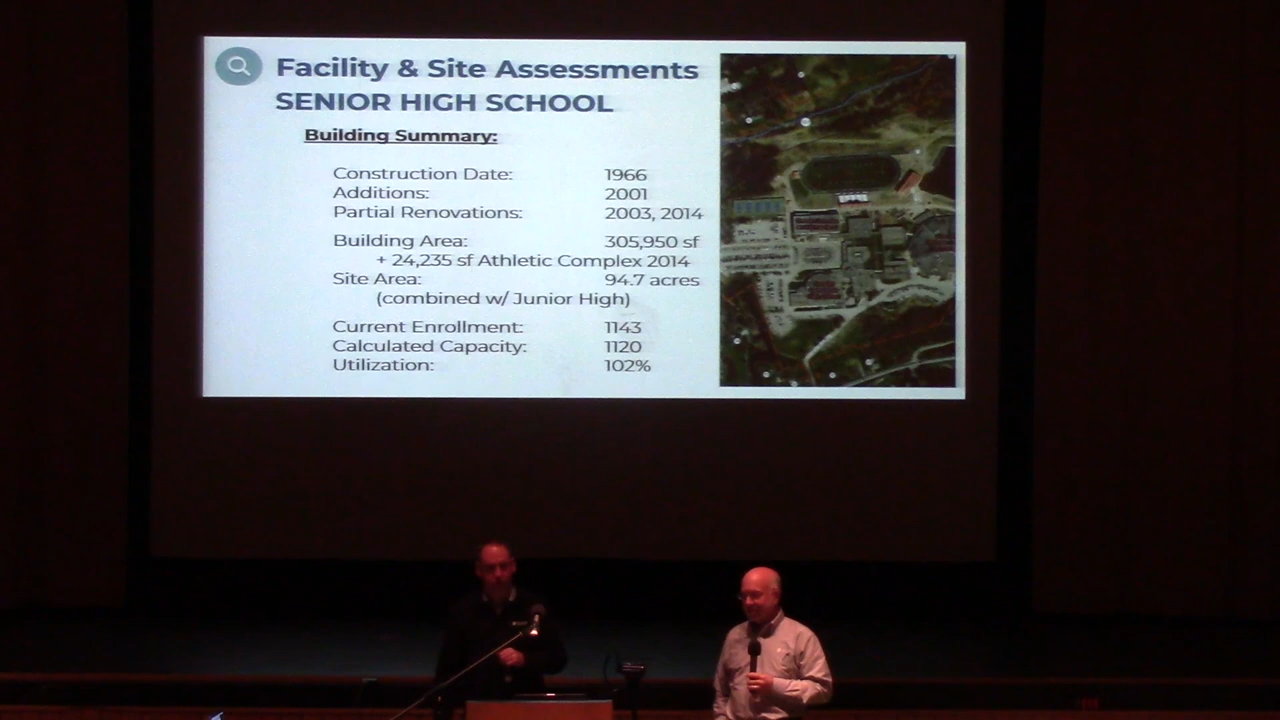 Facility & Site Assessments
SENIOR HIGH SCHOOL
Building Summary:
Construction Date: 1966
Additions: 2001
Partial Renovations: 2003, 2014
Building Area: 305,950 sf
+ 24,235 sf Athletic Complex 2014
Site Area: 94.7 acres
(combined w/ Junior High)
Current Enrollment: 1143
Calculated Capacity: 1120
Utilization: 102%